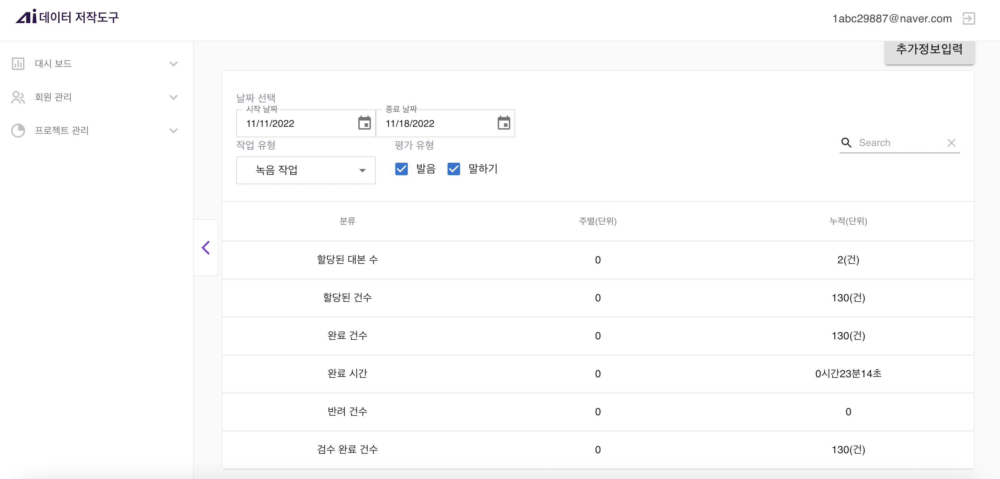 Ai 데이터 저작도구
1abc29887@naver.com
대시 보드
회원 관리
프로젝트 관리
추가정보입력
날짜 선택
시작 날짜 종료 날짜
11/11/2022 11/18/2022
작업 유형 평가 유형
Search
녹음 작업 발음 말하기
분류 주별(단위) 누적(단위)
할당된 대본 수 0 2(건)
할당된 건수 0 130(건)
완료 건수 0 130(건)
완료 시간 0 0시간23분14초
반려 건수 0 0
검수 완료 건수 0 130(건)